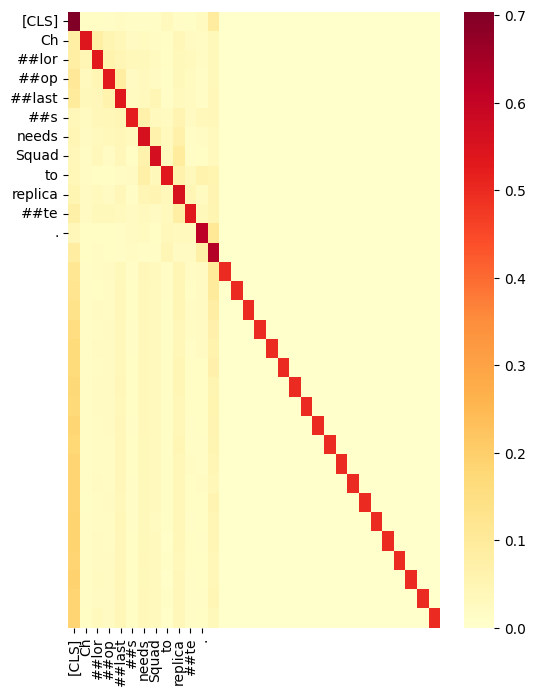 [CLS]
Ch
##lor
##op
##last
##s
needs
Squad
to
replica
##te
.
[CLS]
Ch
##lor
##op
##last
##s
needs
Squad
to
replica
##te
.
0.7
0.6
0.5
0.4
0.3
0.2
0.1
0.0